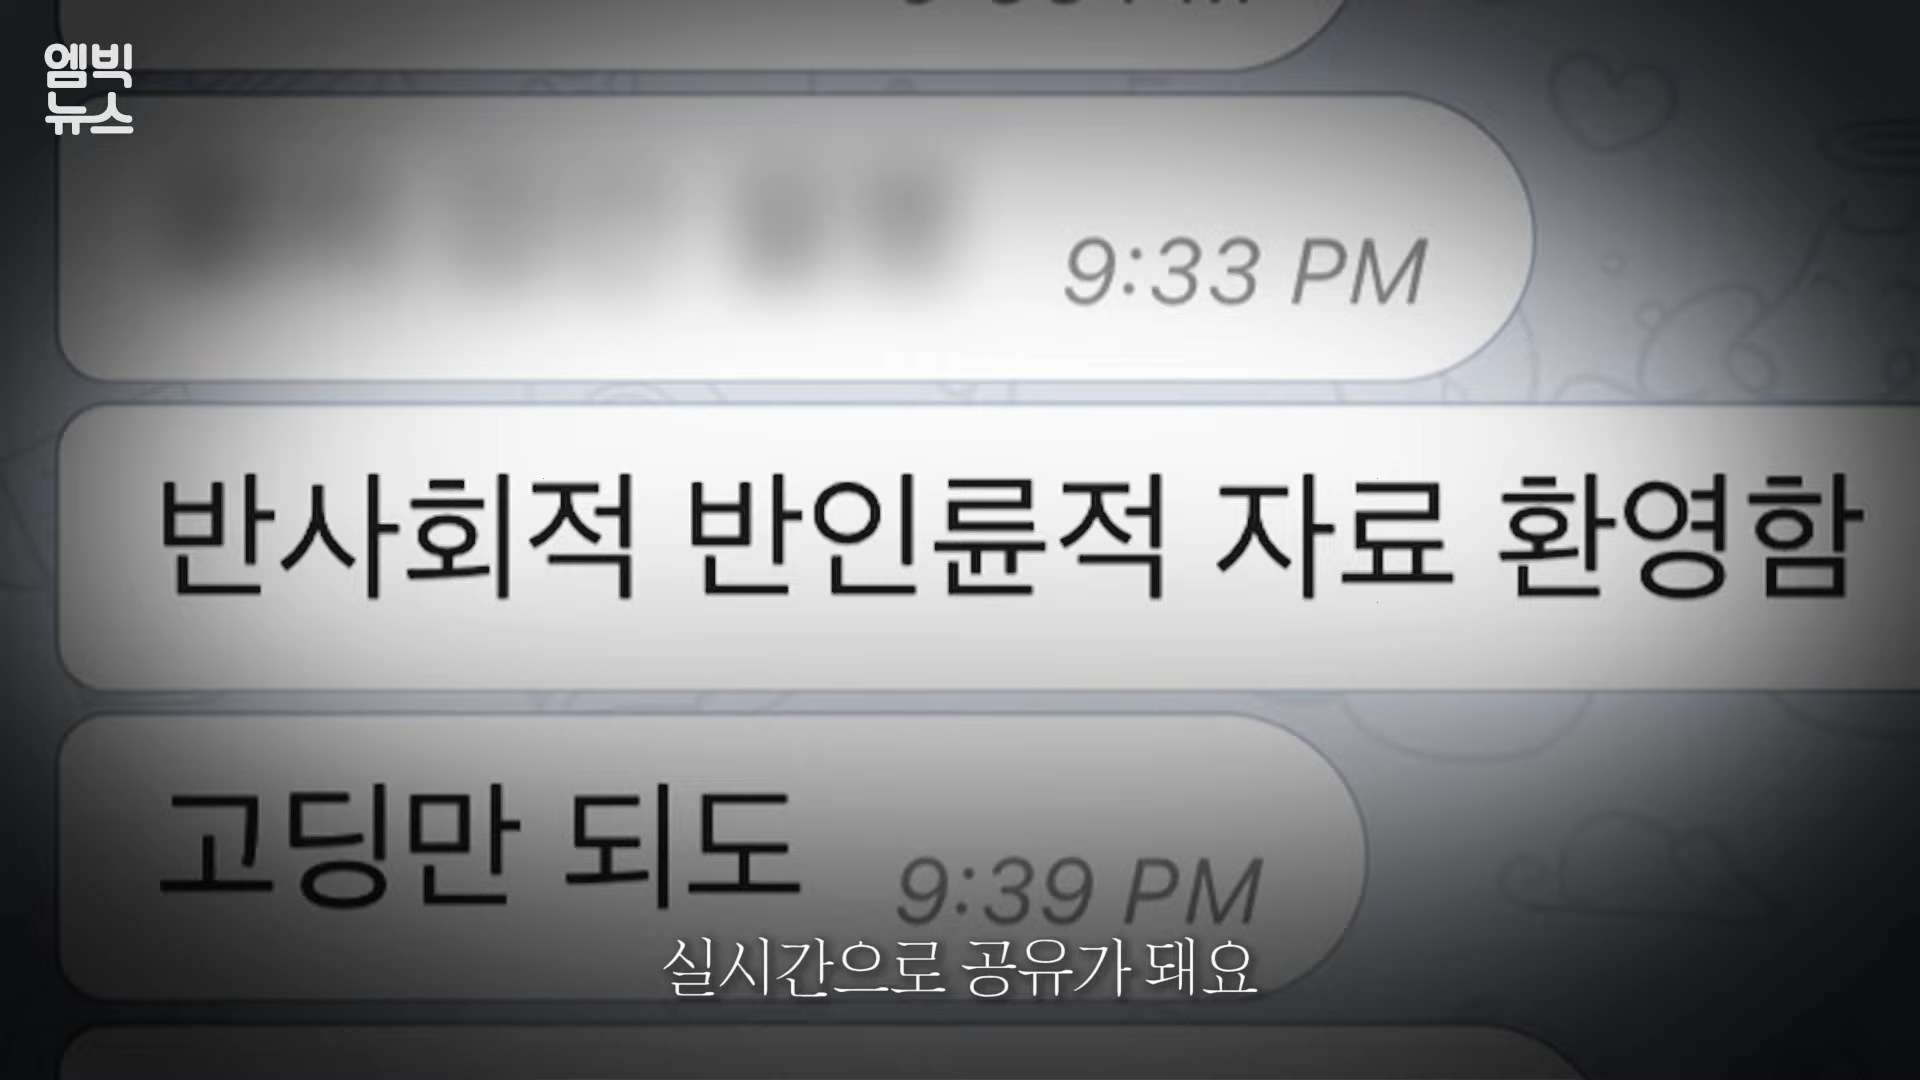 엠빅
뉴스
9:33 PM
반사회적 반인륜적 자료 환영함
고딩만 되도
9:39 PM
실시간으로 공유가 돼요